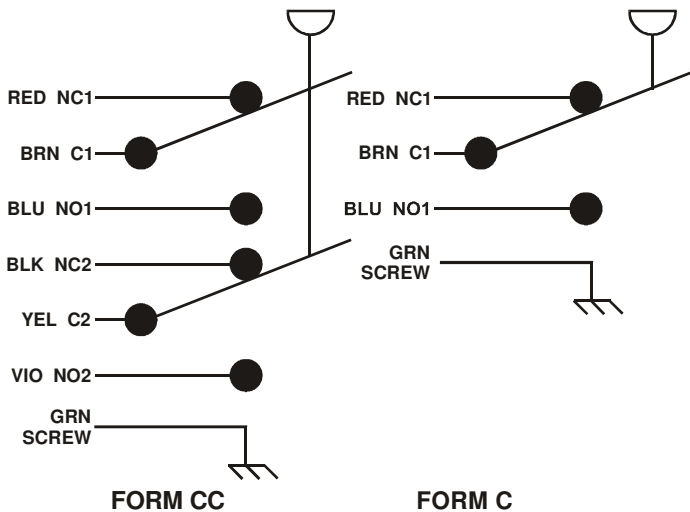 RED NC1
BRN C1
BLU NO1
BLK NC2
YEL C2
VIO NO2
GRN
SCREW
FORM CC
RED NC1
BRN C1
BLU NO1
GRN
SCREW
FORM C